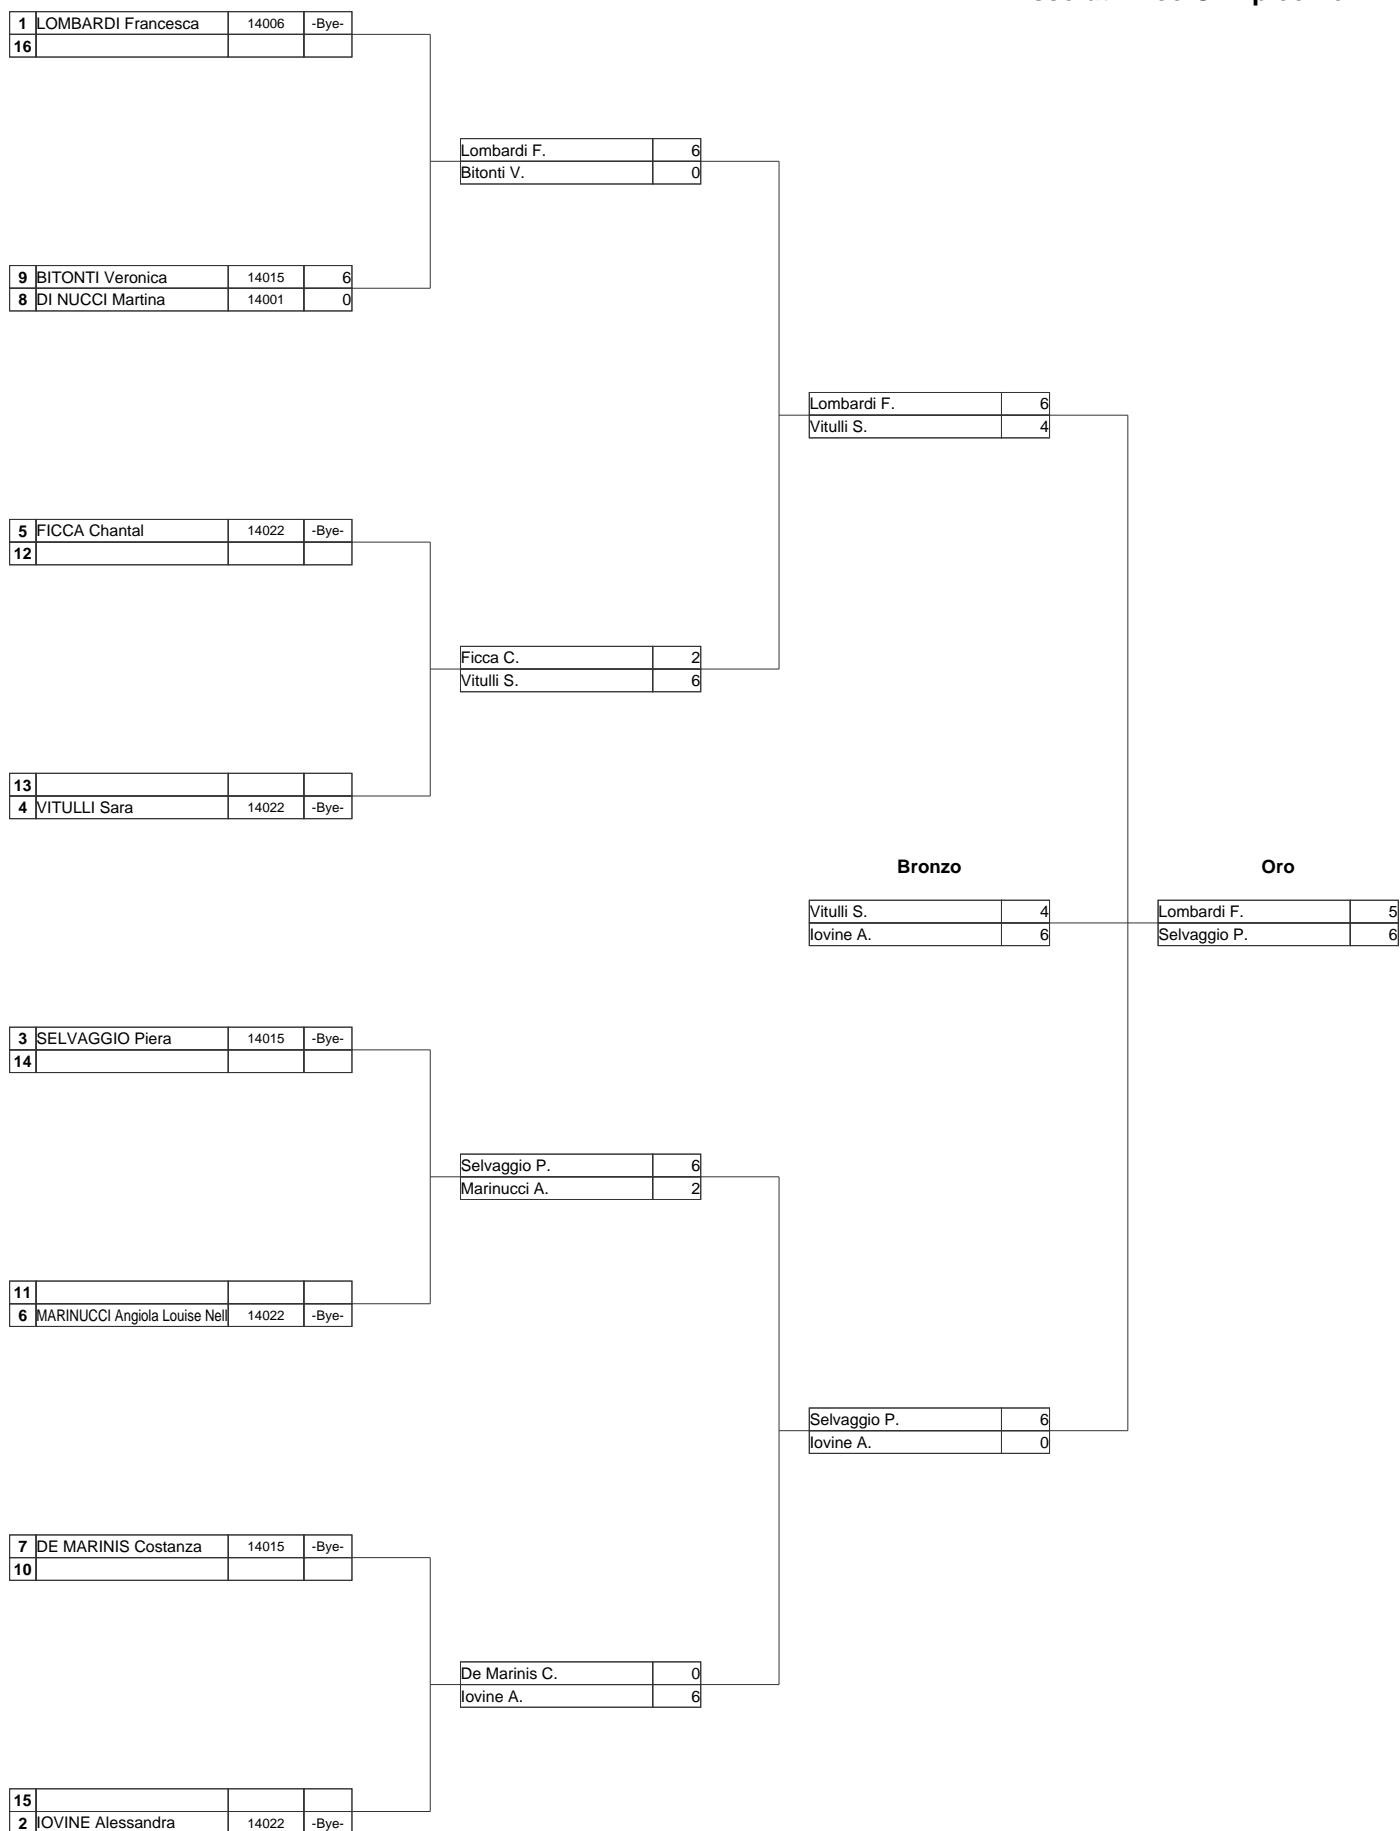 1 LOMBARDI Francesca 14006 -Bye-
16
Lombardi F. 6
Bitonti V. 0
9 BITONTI Veronica 14015 6
8 DI NUCCI Martina 14001 0
Lombardi F. 6
Vitulli S. 4
5 FICCA Chantal 14022 -Bye-
12
Ficca C. 2
Vitulli S. 6
13
4 VITULLI Sara 14022 -Bye-
Bronzo Oro
Vitulli S. 4 Lombardi F. 5
Iovine A. 6 Selvaggio P. 6
3 SELVAGGIO Piera 14015 -Bye-
14
Selvaggio P. 6
Marinucci A. 2
11
6 MARINUCCI Angiola Louise Nell 14022 -Bye-
Selvaggio P. 6
Iovine A. 0
7 DE MARINIS Costanza 14015 -Bye-
10
De Marinis C. 0
Iovine A. 6
15
2 IOVINE Alessandra 14022 -Bye-